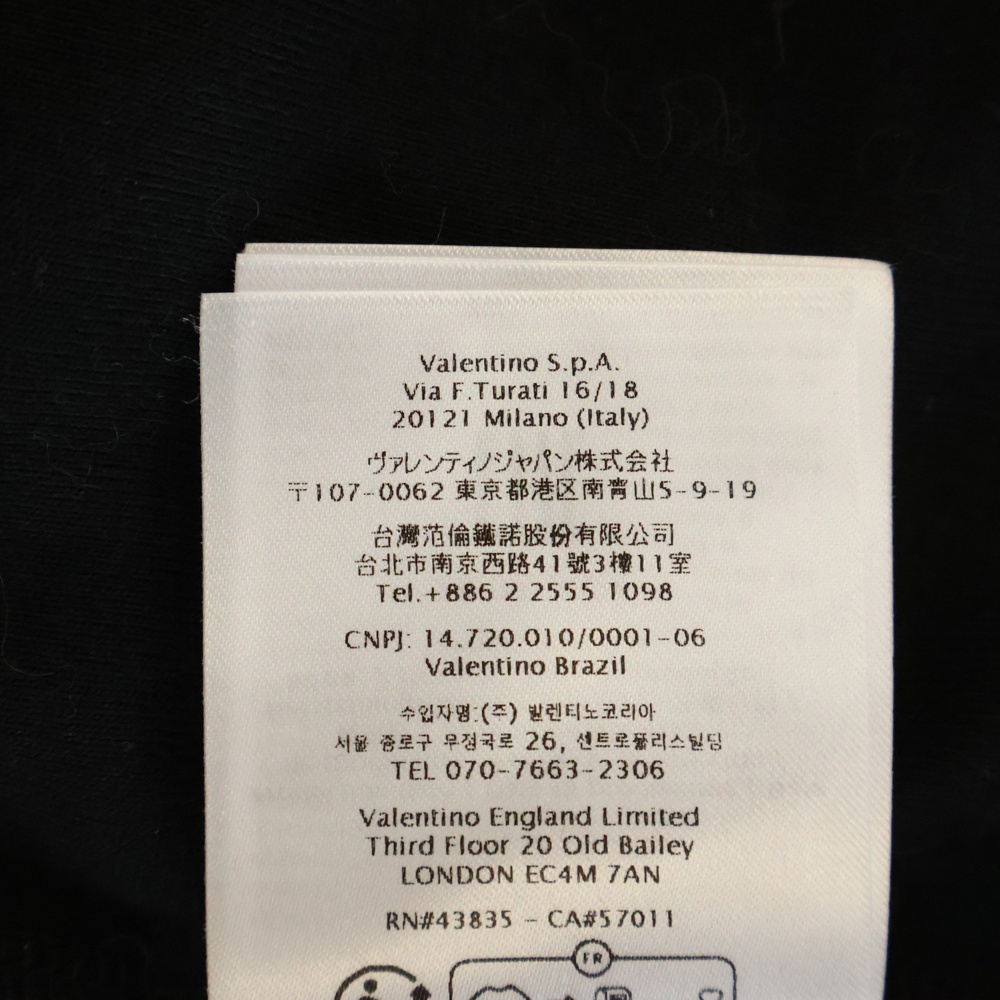 Valentino S.p.A.
Via F.Turati 16/18
20121 Milano (Italy)
ヴァレンティノジャパン株式会社
〒107-0062 東京都港区南青山5-9-19
台灣范倫鐵諾股份有限公司
台北市南京西路41號3樓11室
Tel.+886 2 2555 1098
CNPJ: 14.720.010/0001-06
Valentino Brazil
수입자명:(주) 발렌티노코리아
서울 종로구 우정국로 26, 센트로폴리스빌딩
TEL 070-7663-2306
Valentino England Limited
Third Floor 20 Old Bailey
LONDON EC4M 7AN
RN#43835 - CA#57011
FR